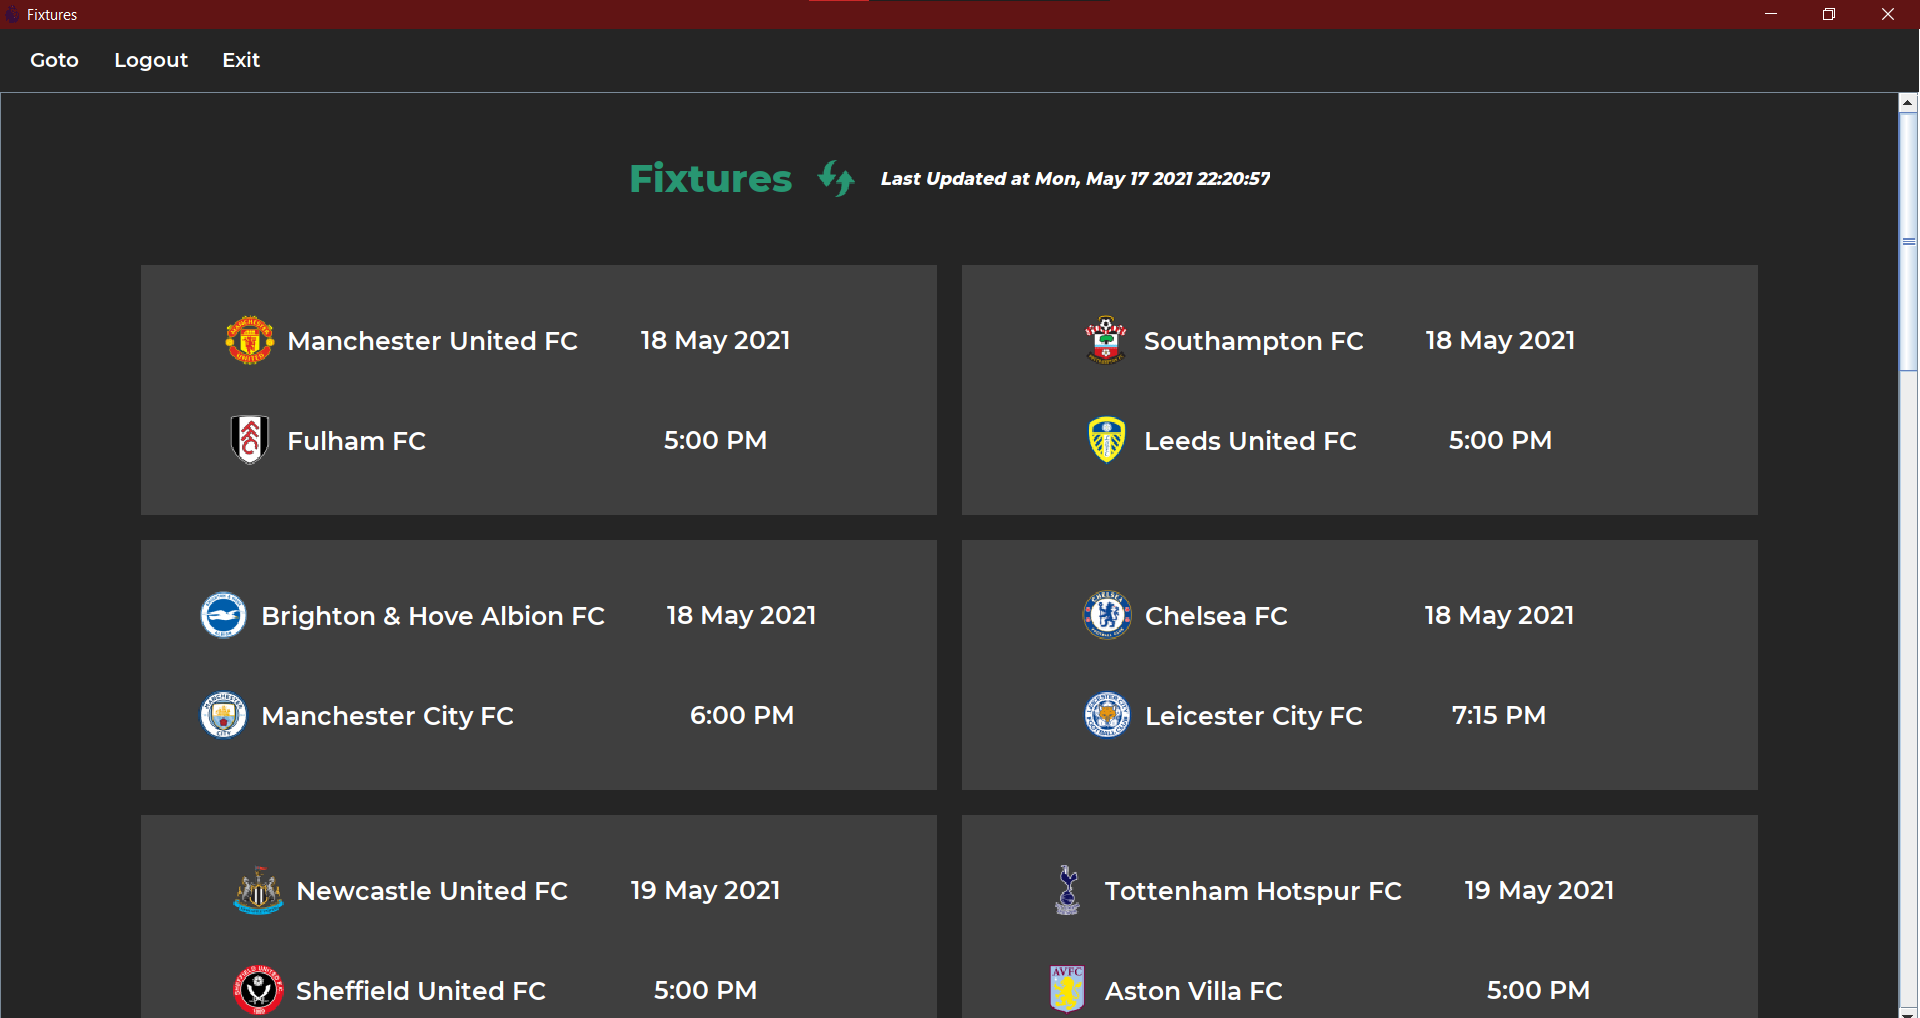 Fixtures
Goto Logout Exit
Fixtures Last Updated at Mon, May 17 2021 22:20:57
Manchester United FC 18 May 2021
Fulham FC 5:00 PM
Southampton FC 18 May 2021
Leeds United FC 5:00 PM
Brighton & Hove Albion FC 18 May 2021
Manchester City FC 6:00 PM
Chelsea FC 18 May 2021
Leicester City FC 7:15 PM
Newcastle United FC 19 May 2021
Sheffield United FC 5:00 PM
Tottenham Hotspur FC 19 May 2021
AVFC
Aston Villa FC 5:00 PM